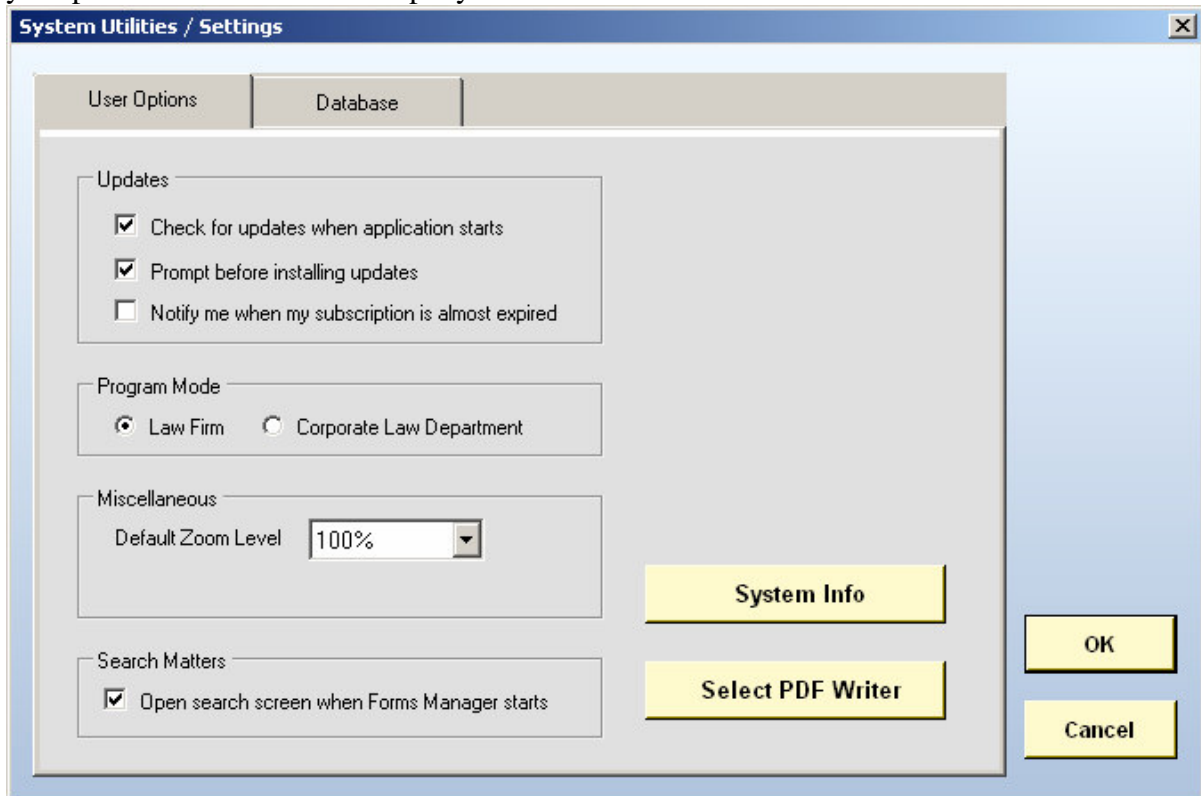 System Utilities / Settings
User Options
Database
Updates
Check for updates when application starts
Prompt before installing updates
Notify me when my subscription is almost expired
Program Mode
Law Firm
Corporate Law Department
Miscellaneous
Default Zoom Level
100%
System Info
Search Matters
Open search screen when Forms Manager starts
Select PDF Writer
OK
Cancel